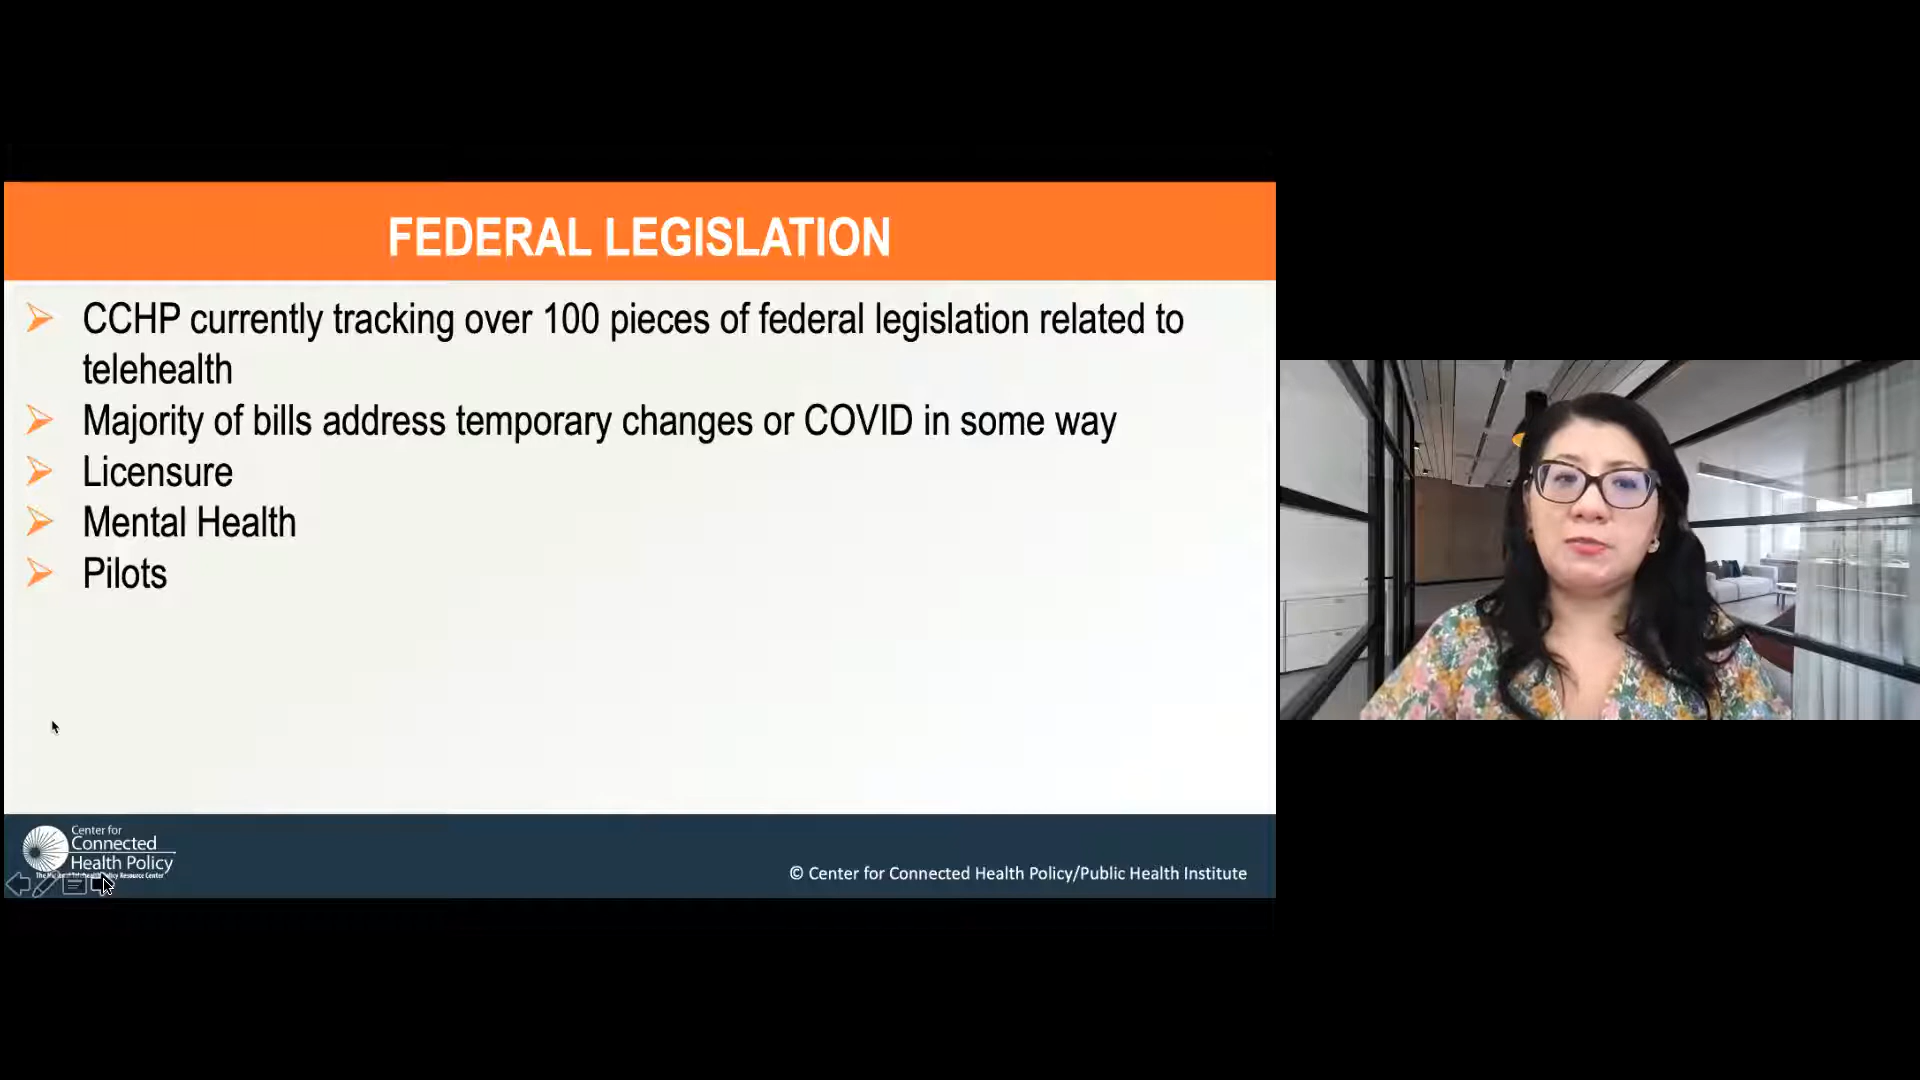 FEDERAL LEGISLATION
CCHP currently tracking over 100 pieces of federal legislation related to
telehealth
Majority of bills address temporary changes or COVID in some way
Licensure
Mental Health
Pilots
Center for
Connected
Health Policy
© Center for Connected Health Policy/Public Health Institute